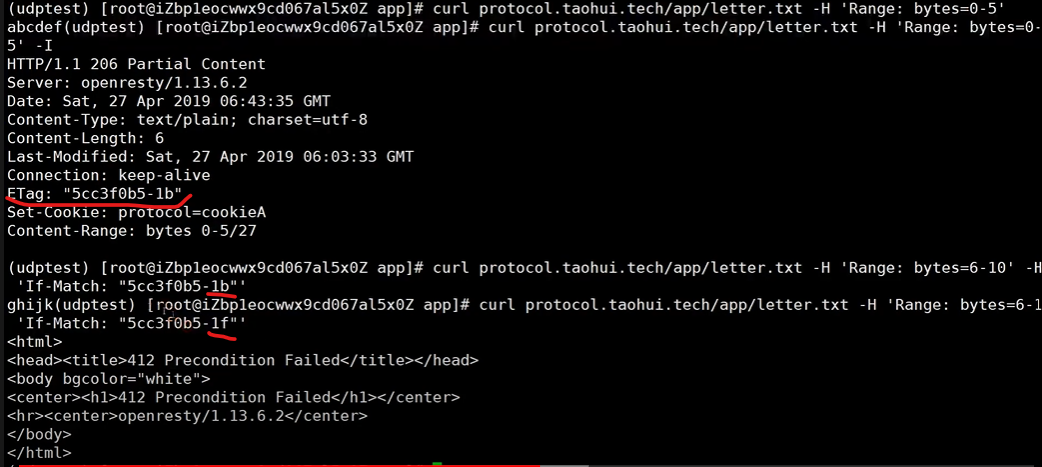 (udptest) [root@iZbp1eocwwx9cd067al5x0Z app]# curl protocol.taohui.tech/app/letter.txt -H 'Range: bytes=0-5'
abcdef(udptest) [root@iZbp1eocwwx9cd067al5x0Z app]# curl protocol.taohui.tech/app/letter.txt -H 'Range: bytes=0-
5' -I
HTTP/1.1 206 Partial Content
Server: openresty/1.13.6.2
Date: Sat, 27 Apr 2019 06:43:35 GMT
Content-Type: text/plain; charset=utf-8
Content-Length: 6
Last-Modified: Sat, 27 Apr 2019 06:03:33 GMT
Connection: keep-alive
ETag: "5cc3f0b5-1b"
Set-Cookie: protocol=cookieA
Content-Range: bytes 0-5/27
(udptest) [root@iZbp1eocwwx9cd067al5x0Z app]# curl protocol.taohui.tech/app/letter.txt -H 'Range: bytes=6-10' -H
'If-Match: "5cc3f0b5-1b"'
ghijk(udptest) [root@iZbp1eocwwx9cd067al5x0Z app]# curl protocol.taohui.tech/app/letter.txt -H 'Range: bytes=6-1
'If-Match: "5cc3f0b5-1f"'
<html>
<head><title>412 Precondition Failed</title></head>
<body bgcolor="white">
<center><h1>412 Precondition Failed</h1></center>
<hr><center>openresty/1.13.6.2</center>
</body>
</html>